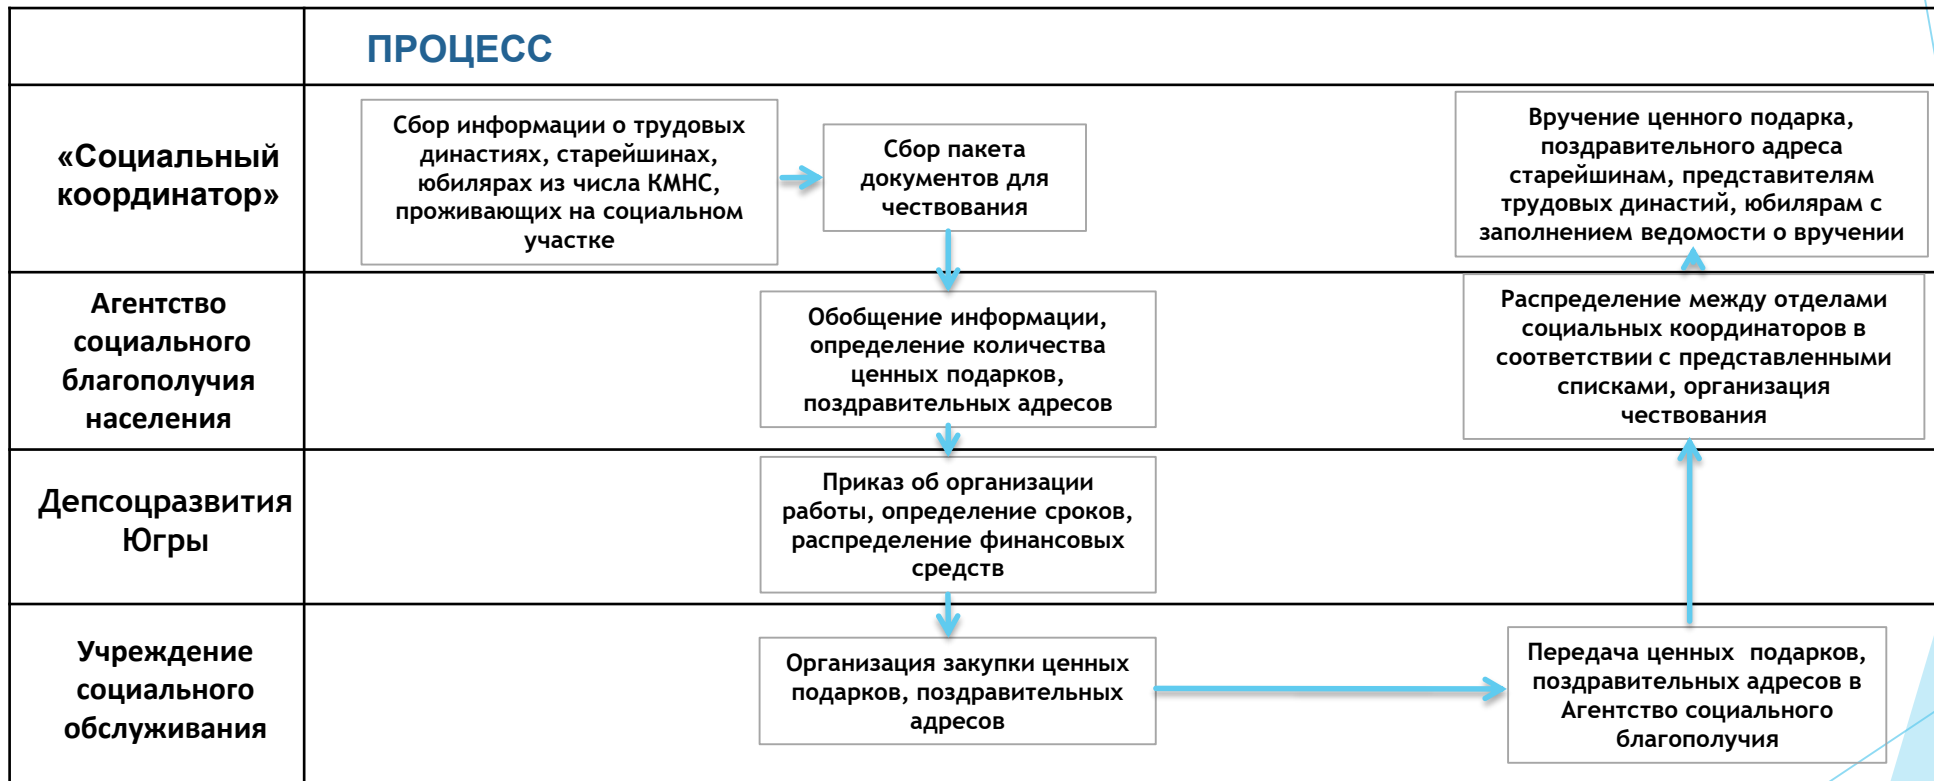 ПРОЦЕСС
«Социальный
координатор»
Сбор информации о трудовых
династиях, старейшинах,
юбилярах из числа КМНС,
проживающих на социальном
участке
Сбор пакета
документов для
чествования
Вручение ценного подарка,
поздравительного адреса
старейшинам, представителям
трудовых династий, юбилярам с
заполнением ведомости о вручении
Агентство
социального
благополучия
населения
Обобщение информации,
определение количества
ценных подарков,
поздравительных адресов
Распределение между отделами
социальных координаторов в
соответствии с представленными
списками, организация
чествования
Депсоцразвития
Югры
Приказ об организации
работы, определение сроков,
распределение финансовых
средств
Учреждение
социального
обслуживания
Организация закупки ценных
подарков, поздравительных
адресов
Передача ценных подарков,
поздравительных адресов в
Агентство социального
благополучия